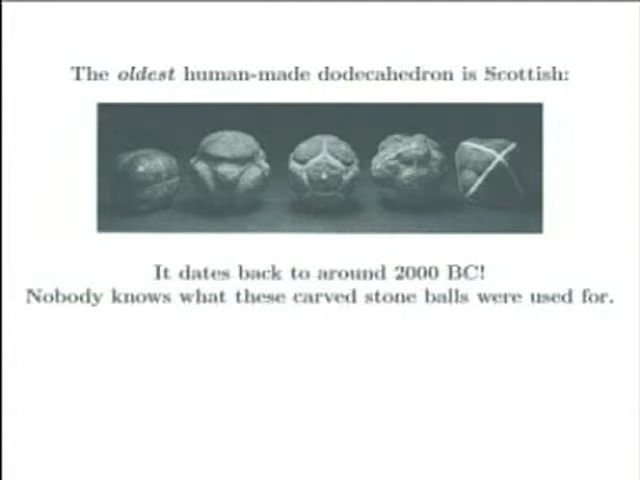 The oldest human-made dodecahedron is Scottish:
It dates back to around 2000 BC!
Nobody knows what these carved stone balls were used for.